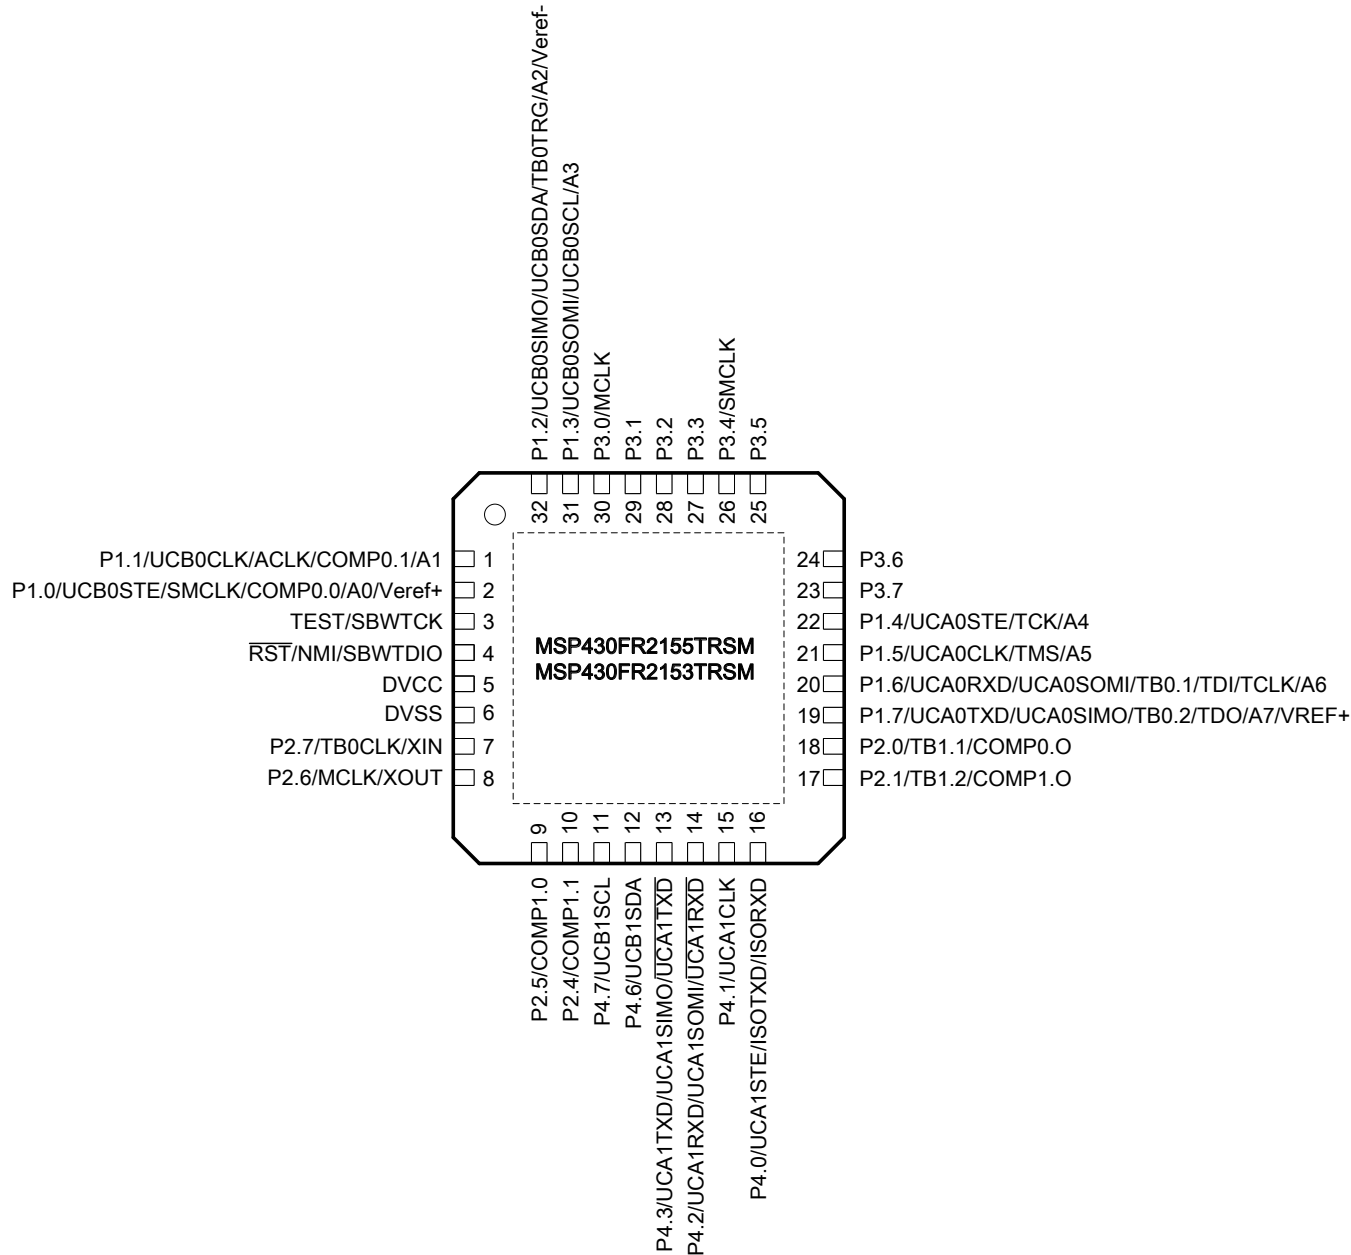 P1.2/UCB0SIMO/UCB0SDA/TB0TRG/A2/Veref-
P1.3/UCB0SOMI/UCB0SCL/A3
P3.0/MCLK
P3.1
P3.2
P3.3
P3.4/SMCLK
P3.5
32
31
30
29
28
27
26
25
P1.1/UCB0CLK/ACLK/COMP0.1/A1 1
P1.0/UCB0STE/SMCLK/COMP0.0/A0/Veref+ 2
TEST/SBWTCK 3
R̅S̅T̅/NMI/SBWTDIO 4
DVCC 5
DVSS 6
P2.7/TB0CLK/XIN 7
P2.6/MCLK/XOUT 8
MSP430FR2155TRSM
MSP430FR2153TRSM
24 P3.6
23 P3.7
22 P1.4/UCA0STE/TCK/A4
21 P1.5/UCA0CLK/TMS/A5
20 P1.6/UCA0RXD/UCA0SOMI/TB0.1/TDI/TCLK/A6
19 P1.7/UCA0TXD/UCA0SIMO/TB0.2/TDO/A7/VREF+
18 P2.0/TB1.1/COMP0.O
17 P2.1/TB1.2/COMP1.O
9
10
11
12
13
14
15
16
P2.5/COMP1.0
P2.4/COMP1.1
P4.7/UCB1SCL
P4.6/UCB1SDA
P4.3/UCA1TXD/UCA1SIMO/U̅C̅A̅1̅T̅X̅D̅
P4.2/UCA1RXD/UCA1SOMI/U̅C̅A̅1̅R̅X̅D̅
P4.1/UCA1CLK
P4.0/UCA1STE/ISOTXD/ISORXD